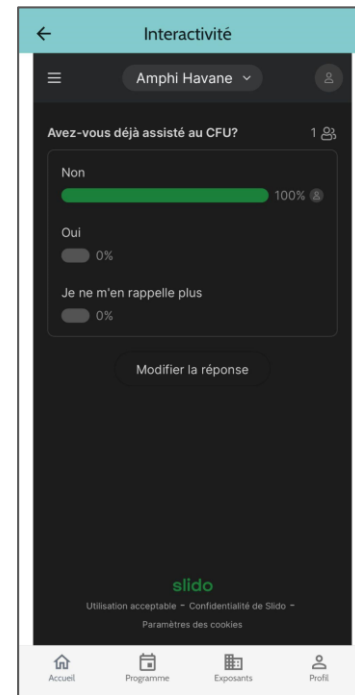 Interactivité
Amphi Havane
Avez-vous déjà assisté au CFU? 1
Non
100%
Oui
0%
Je ne m'en rappelle plus
0%
Modifier la réponse
slido
Utilisation acceptable - Confidentialité de Slido -
Paramètres des cookies
Accueil Programme Exposants Profil